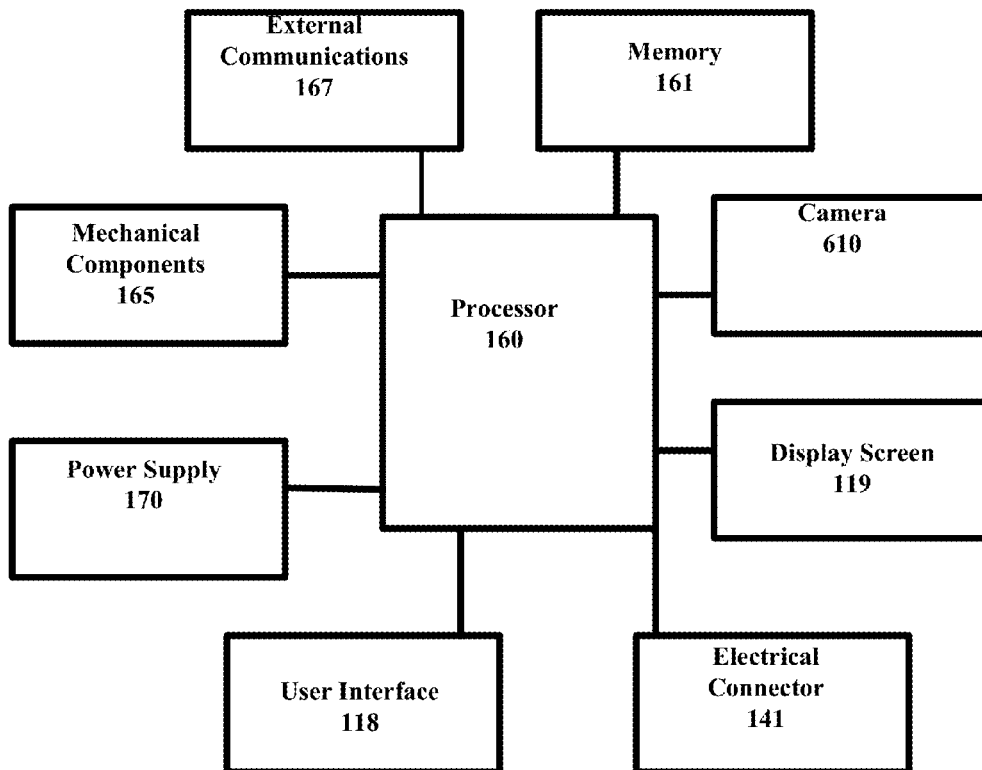 External
Communications
167
Memory
161
Mechanical
Components
165
Camera
610
Processor
160
Power Supply
170
Display Screen
119
User Interface
118
Electrical
Connector
141